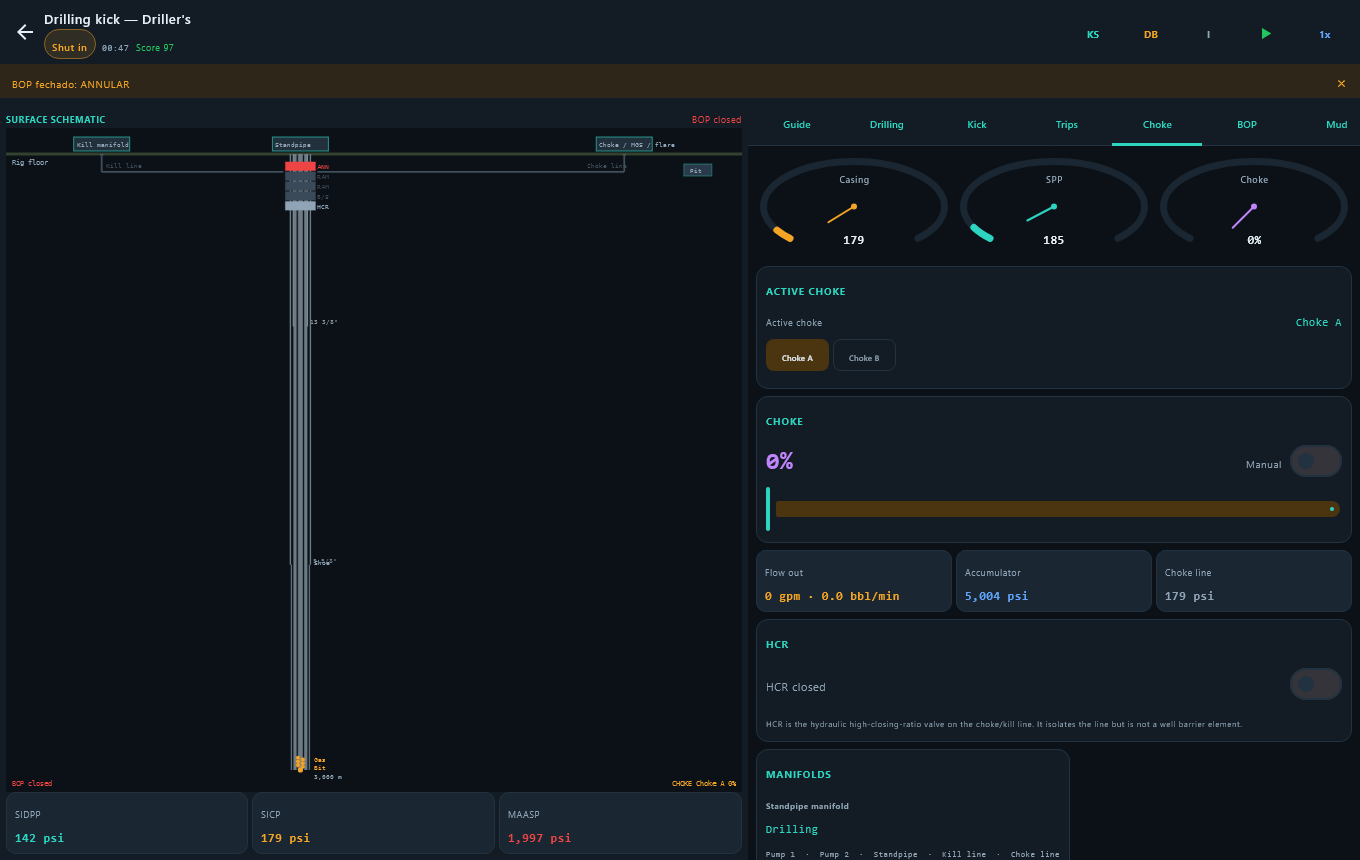 Drilling kick — Driller's
Shut in 00:47 Score 97
KS DB I 1x
BOP fechado: ANNULAR
SURFACE SCHEMATIC
BOP closed
Kill manifold
Standpipe
Choke / MGS / flare
Rig floor
Kill line
Choke line
Pit
ANN
RAM
RAM
B/S
HCR
13 3/8"
Shoe
Gas
Bit
3,000 m
BOP closed
CHOKE Choke A 0%
SIDPP
142 psi
SICP
179 psi
MAASP
1,997 psi
Guide Drilling Kick Trips Choke BOP Mud
Casing
179
SPP
185
Choke
0%
ACTIVE CHOKE
Active choke Choke A
Choke A Choke B
CHOKE
0% Manual
Flow out
0 gpm · 0.0 bbl/min
Accumulator
5,004 psi
Choke line
179 psi
HCR
HCR closed
HCR is the hydraulic high-closing-ratio valve on the choke/kill line. It isolates the line but is not a well barrier element.
MANIFOLDS
Standpipe manifold
Drilling
Pump 1 · Pump 2 · Standpipe · Kill line · Choke line